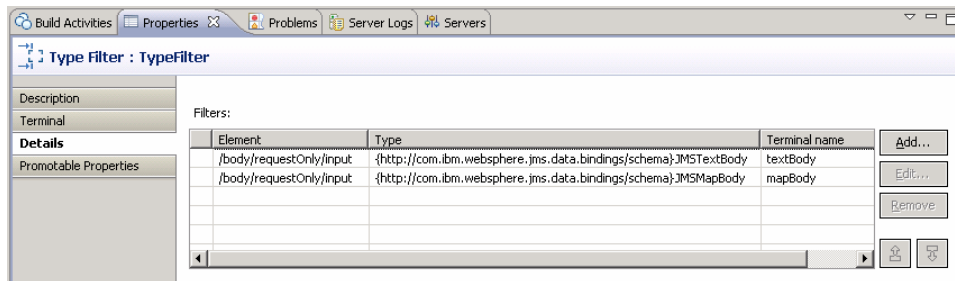 Build Activities Properties Problems Server Logs Servers
Type Filter : TypeFilter
Description
Terminal
Details
Promotable Properties
Filters:
Element Type Terminal name
/body/requestOnly/input {http://com.ibm.websphere.jms.data.bindings/schema}JMSTextBody textBody
/body/requestOnly/input {http://com.ibm.websphere.jms.data.bindings/schema}JMSMapBody mapBody
Add...
Edit...
Remove